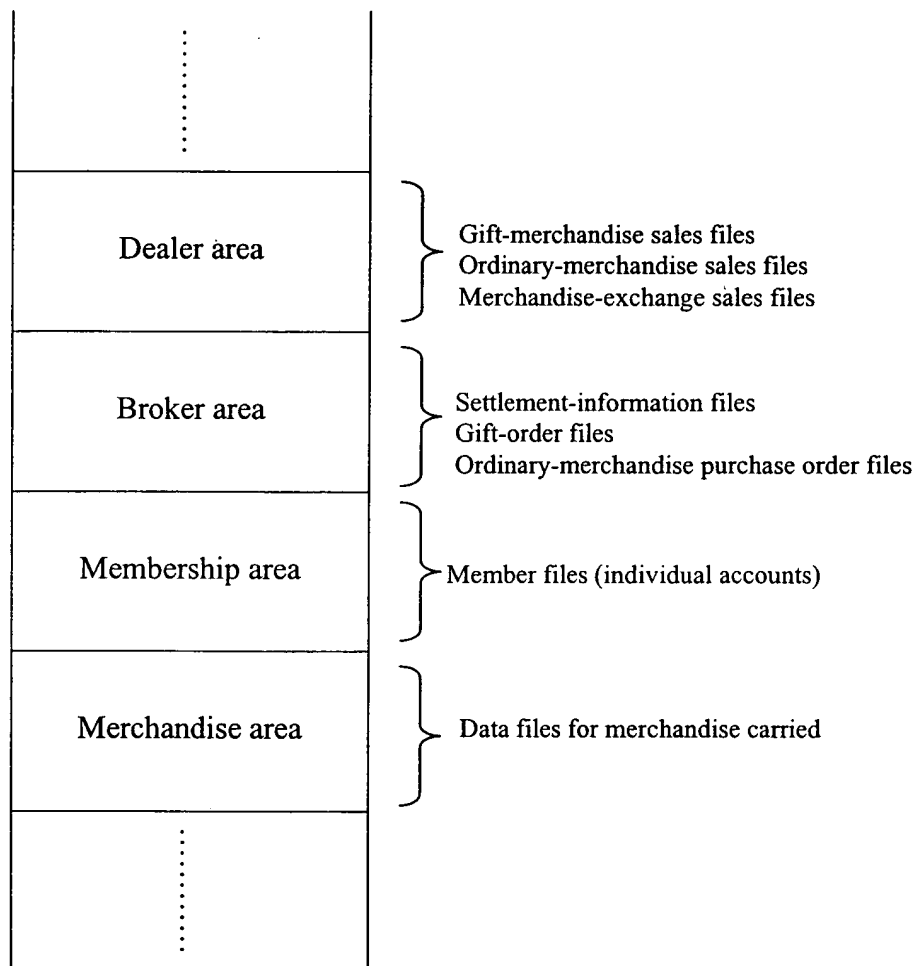 Dealer area
Gift-merchandise sales files
Ordinary-merchandise sales files
Merchandise-exchange sales files
Broker area
Settlement-information files
Gift-order files
Ordinary-merchandise purchase order files
Membership area
Member files (individual accounts)
Merchandise area
Data files for merchandise carried